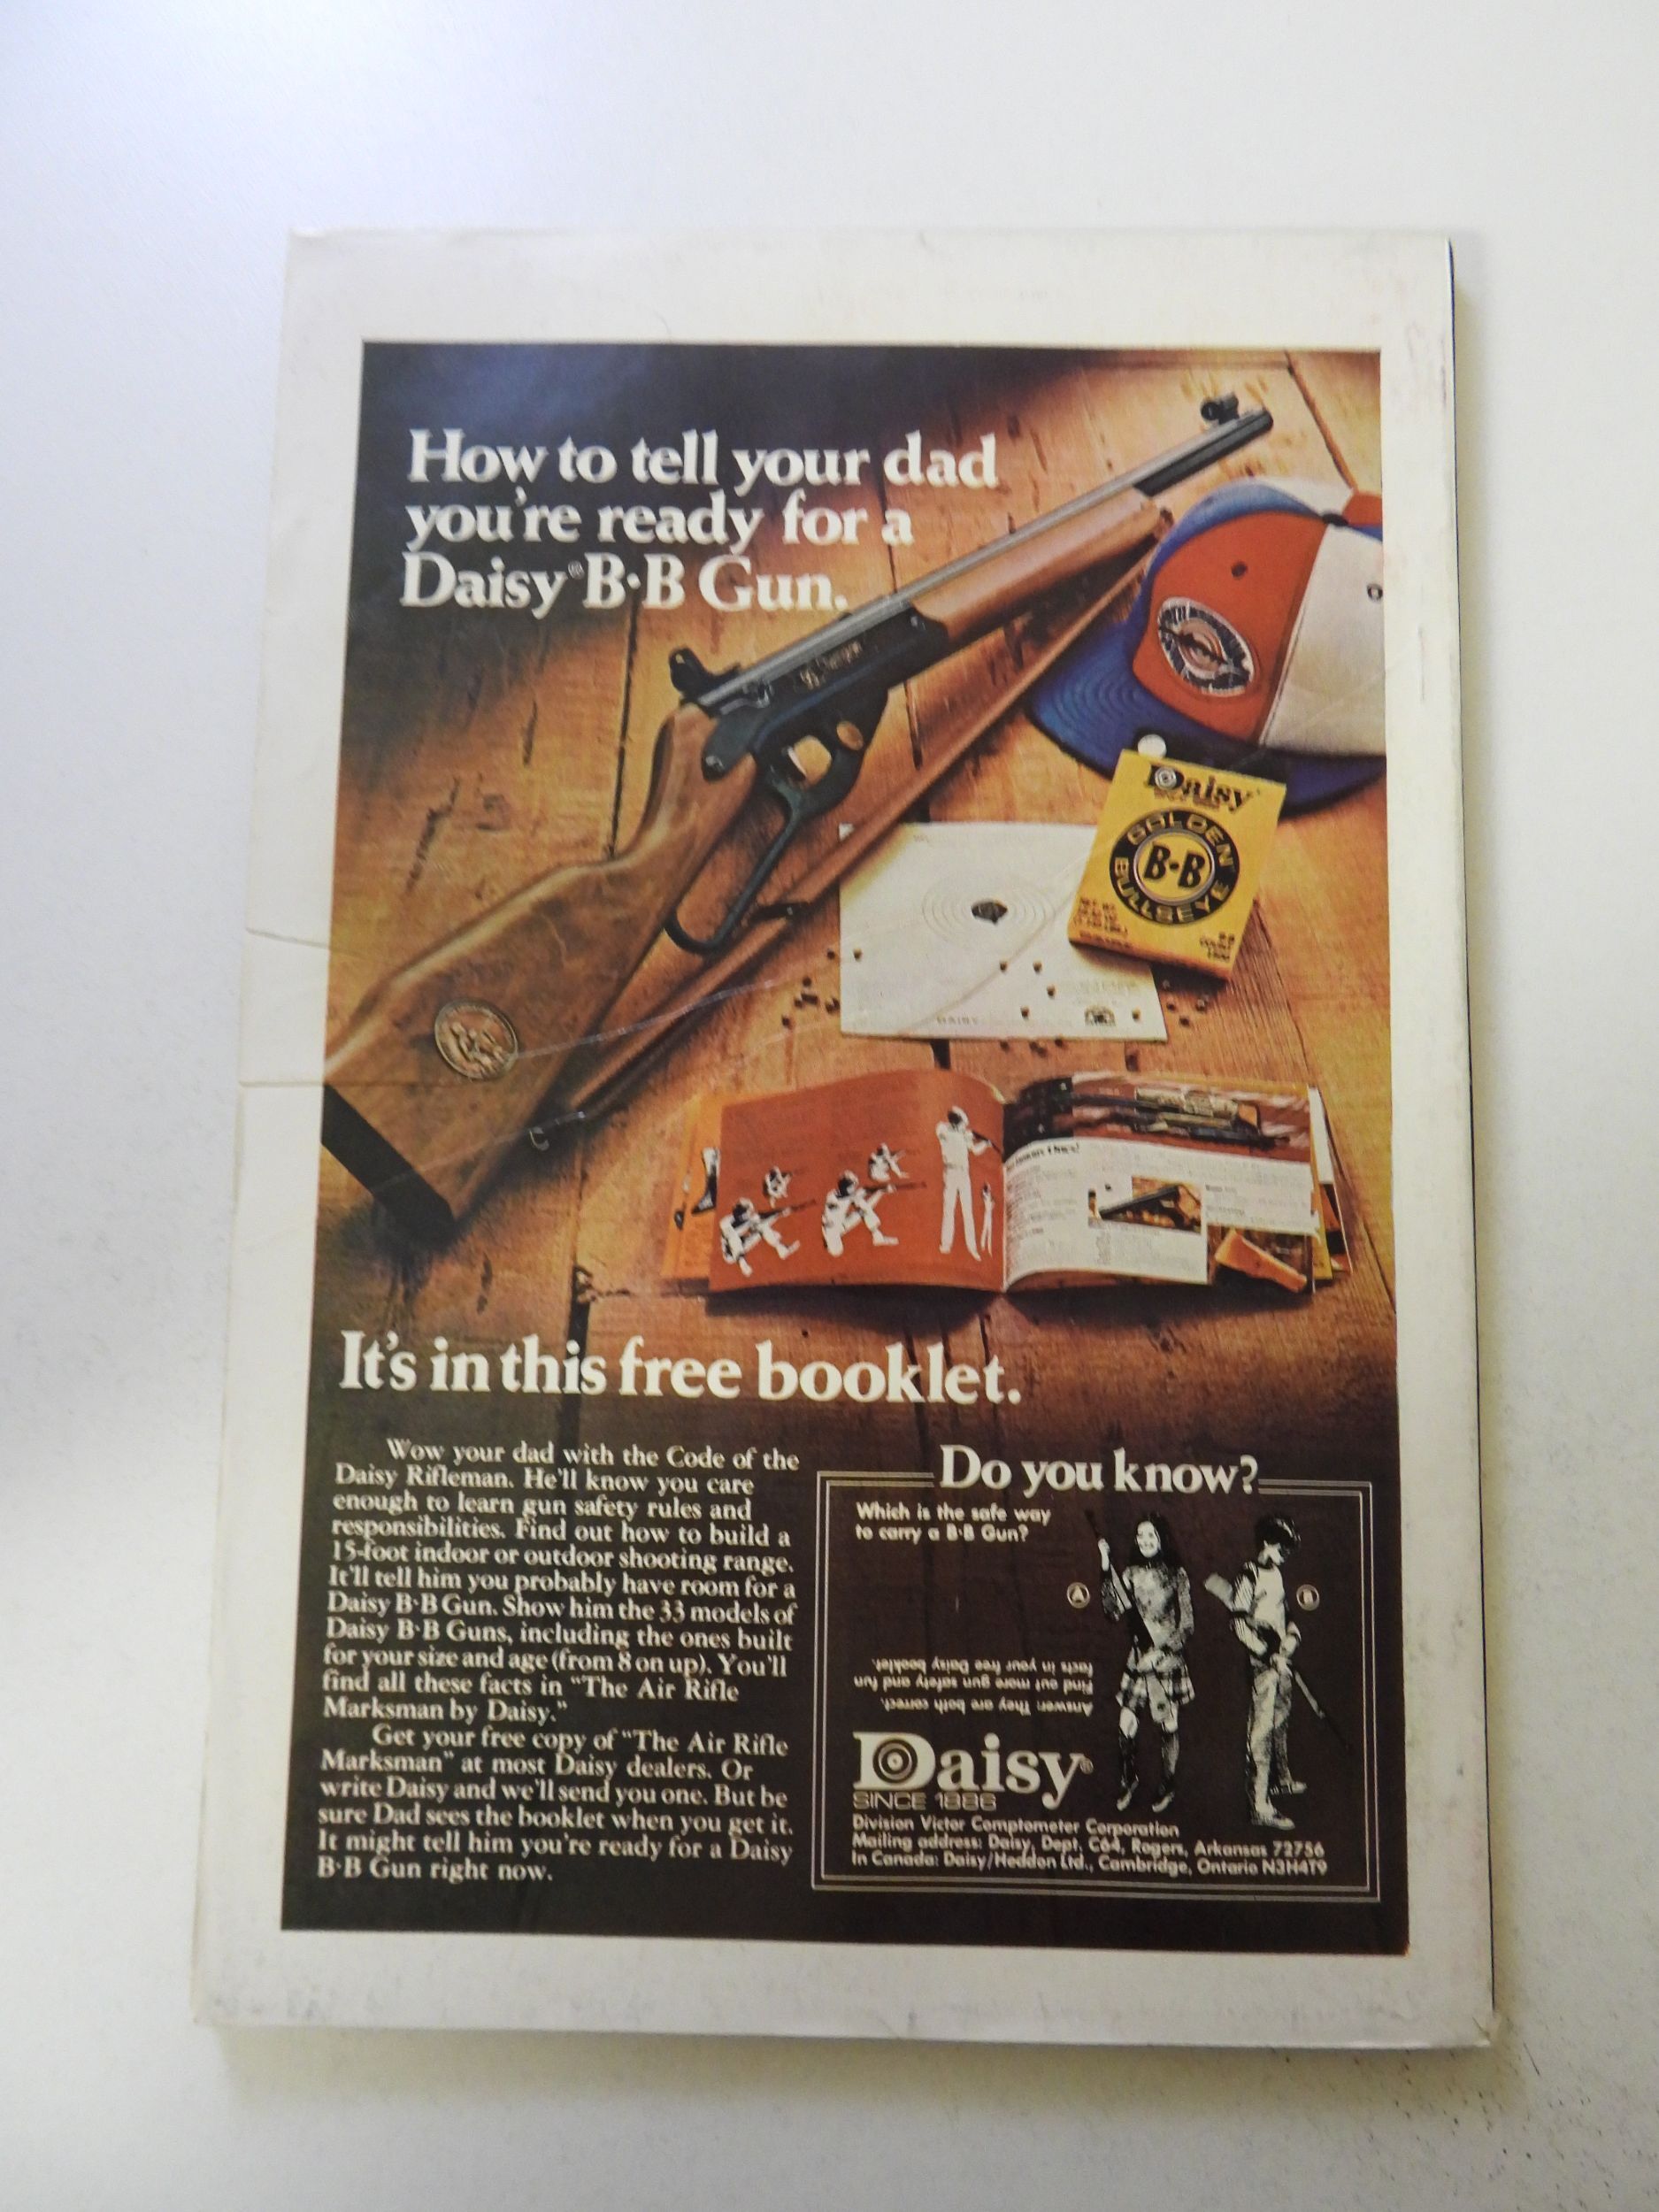 How to tell your dad
you're ready for a
Daisy® B·B Gun.
Daisy
GOLDEN
B·B
BULLSEYE
It's in this free booklet.
Wow your dad with the Code of the
Daisy Rifleman. He'll know you care
enough to learn gun safety rules and
responsibilities. Find out how to build a
15-foot indoor or outdoor shooting range.
It'll tell him you probably have room for a
Daisy B·B Gun. Show him the 33 models of
Daisy B·B Guns, including the ones built
for your size and age (from 8 on up). You'll
find all these facts in "The Air Rifle
Marksman by Daisy."
Get your free copy of "The Air Rifle
Marksman" at most Daisy dealers. Or
write Daisy and we'll send you one. But be
sure Dad sees the booklet when you get it.
It might tell him you're ready for a Daisy
B·B Gun right now.
Do you know?
Which is the safe way
to carry a B·B Gun?
A
B
Answer: They are both correct.
Find out more gun safety and fun
facts in your free Daisy booklet.
Daisy®
SINCE 1886
Division Victor Comptometer Corporation
Mailing address: Daisy, Dept. C64, Rogers, Arkansas 72756
In Canada: Daisy/Heddon Ltd., Cambridge, Ontario N3H4T9